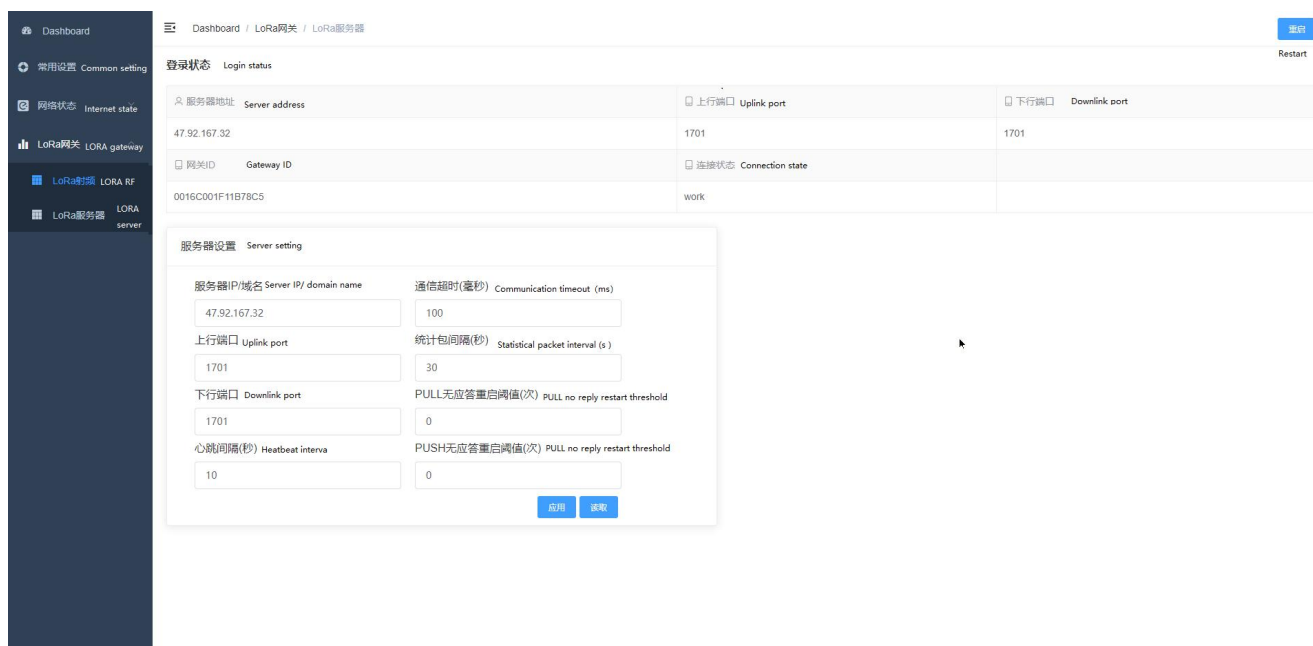 Dashboard
常用设置 Common setting
网络状态 Internet state
LoRa网关 LORA gateway
LoRa射频 LORA RF
LoRa服务器 LORA
server
Dashboard / LoRa网关 / LoRa服务器
重启
Restart
登录状态 Login status
服务器地址 Server address
上行端口 Uplink port
下行端口 Downlink port
47.92.167.32
1701
1701
网关ID Gateway ID
连接状态 Connection state
0016C001F11B78C5
work
服务器设置 Server setting
服务器IP/域名 Server IP/ domain name
通信超时(毫秒) Communication timeout (ms)
47.92.167.32
100
上行端口 Uplink port
统计包间隔(秒) Statistical packet interval (s )
1701
30
下行端口 Downlink port
PULL无应答重启阈值(次) PULL no reply restart threshold
1701
0
心跳间隔(秒) Heatbeat interva
PUSH无应答重启阈值(次) PULL no reply restart threshold
10
0
应用
读取